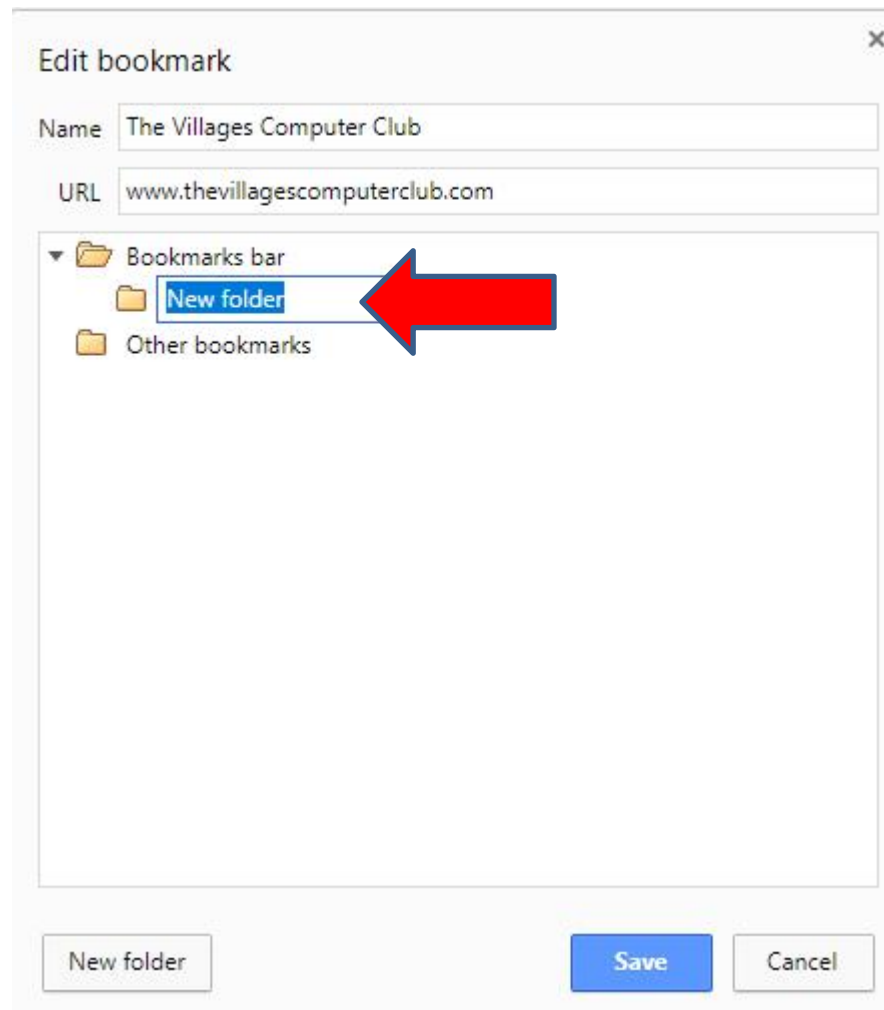 Edit bookmark
Name The Villages Computer Club
URL www.thevillagescomputerclub.com
Bookmarks bar
New folder
Other bookmarks
New folder Save Cancel